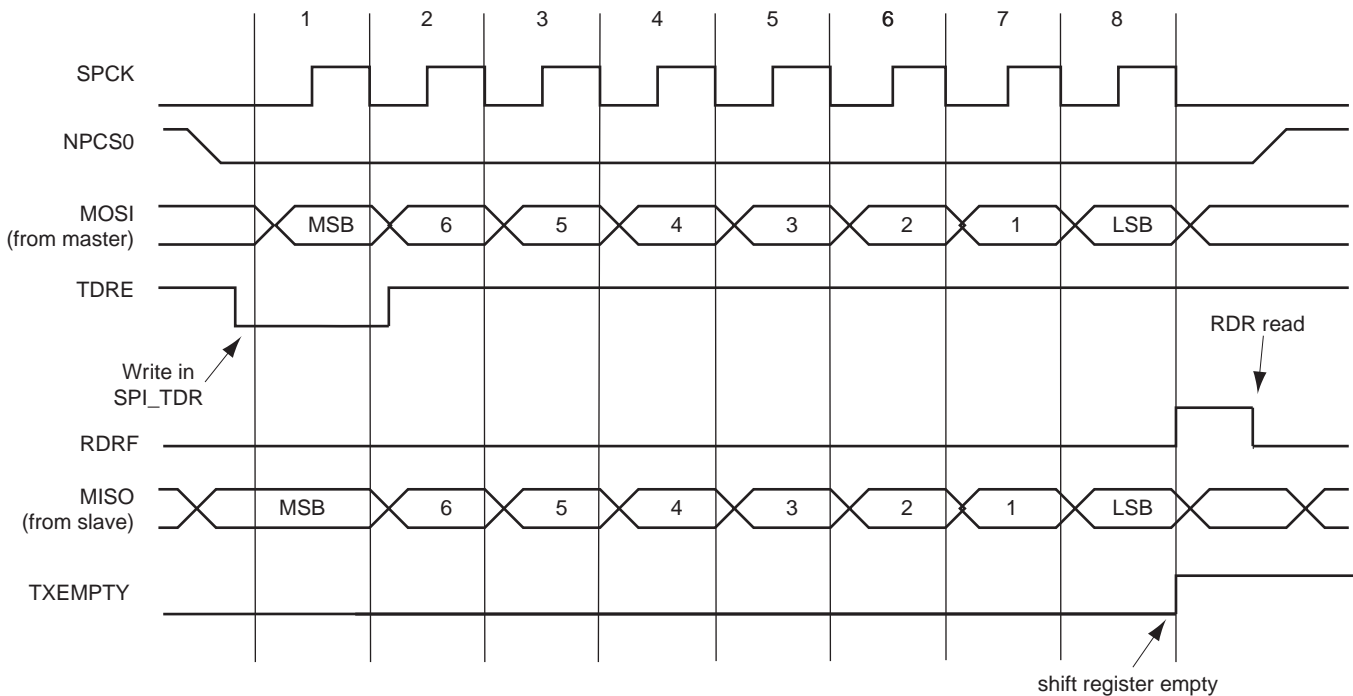 1 2 3 4 5 6 7 8
SPCK
NPCS0
MOSI
(from master)
MSB 6 5 4 3 2 1 LSB
TDRE
RDR read
Write in
SPI_TDR
RDRF
MISO
(from slave)
MSB 6 5 4 3 2 1 LSB
TXEMPTY
shift register empty